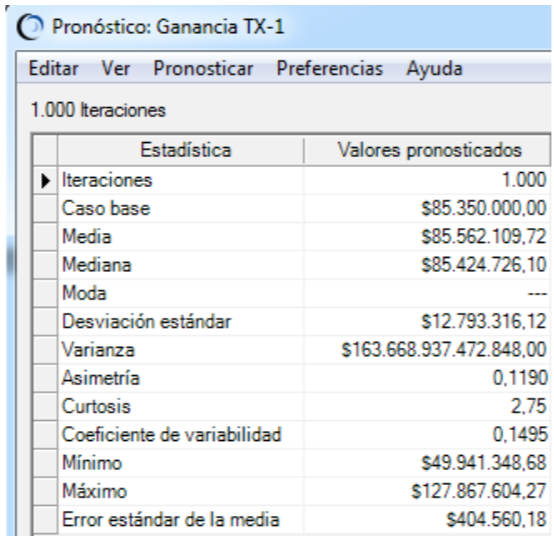 Pronóstico: Ganancia TX-1
Editar Ver Pronosticar Preferencias Ayuda
1.000 Iteraciones
Estadística Valores pronosticados
Iteraciones 1.000
Caso base $85.350.000,00
Media $85.562.109,72
Mediana $85.424.726,10
Moda ---
Desviación estándar $12.793.316,12
Varianza $163.668.937.472.848,00
Asimetría 0,1190
Curtosis 2,75
Coeficiente de variabilidad 0,1495
Mínimo $49.941.348,68
Máximo $127.867.604,27
Error estándar de la media $404.560,18